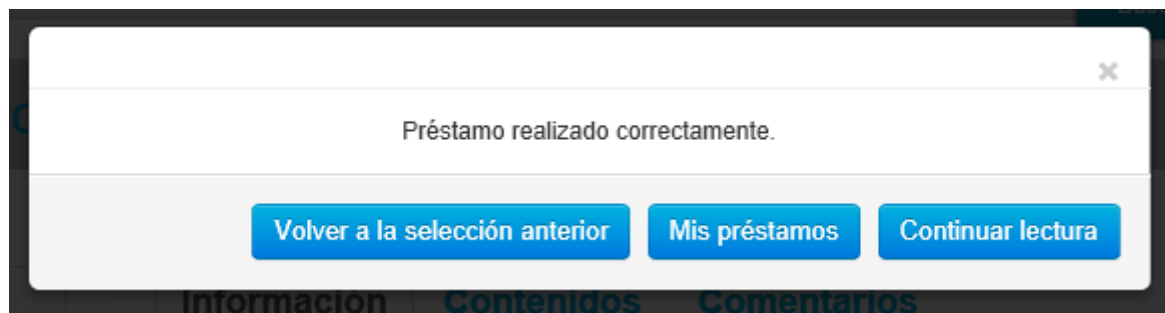 ×
Préstamo realizado correctamente.
Volver a la selección anterior Mis préstamos Continuar lectura
Información Contenidos Comentarios